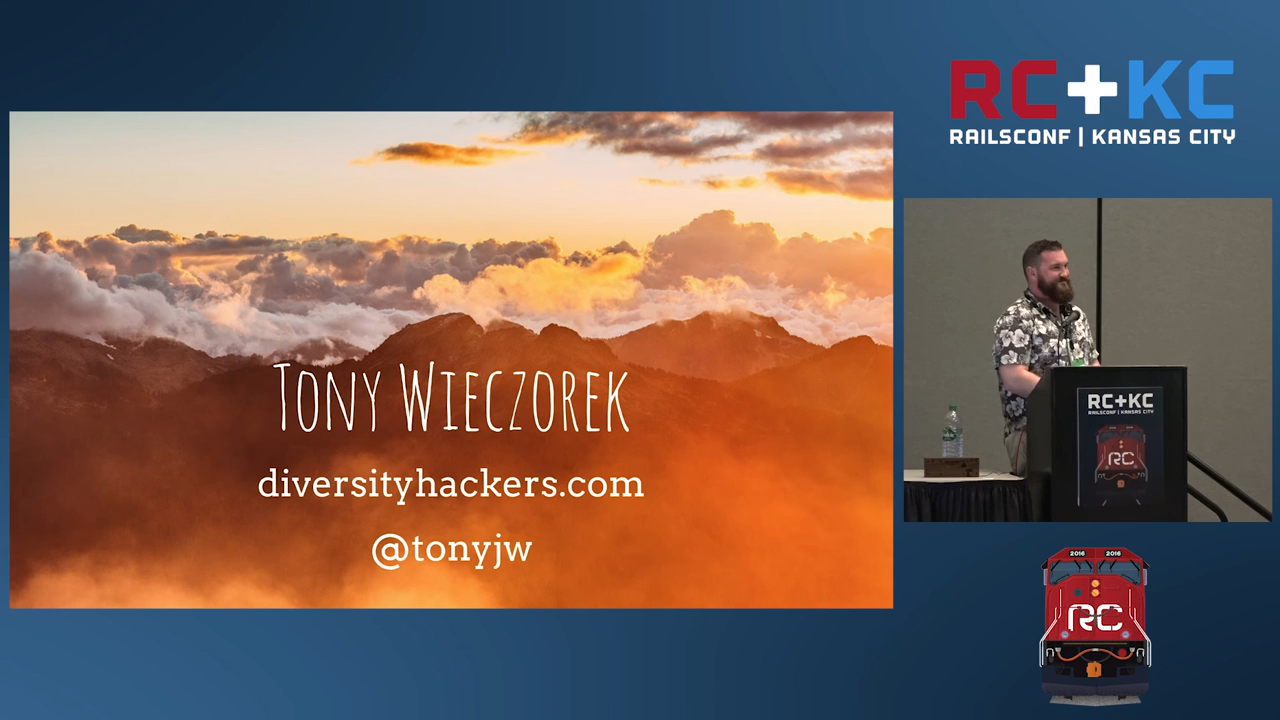 RC+KC
RAILSCONF | KANSAS CITY
TONY WIECZOREK
diversityhackers.com
@tonyjw
RC+KC
RAILSCONF | KANSAS CITY
RC
2016 2016
RC